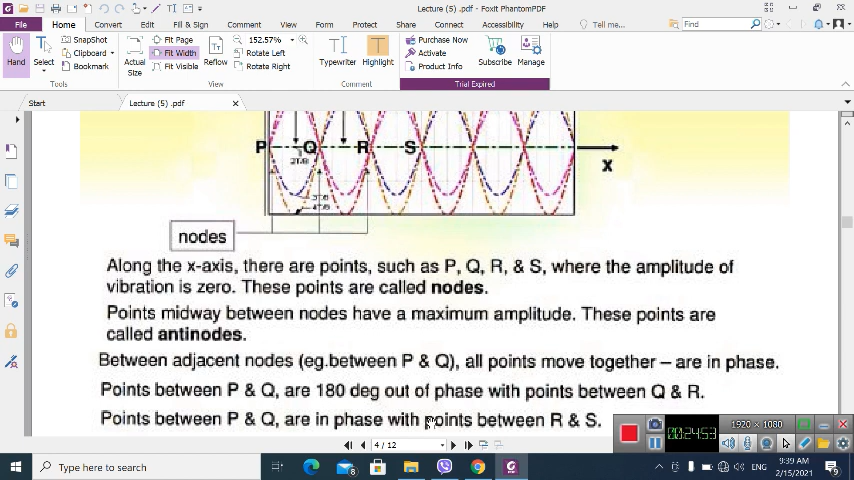 Lecture (5) .pdf - Foxit PhantomPDF
File Home Convert Edit Fill & Sign Comment View Form Protect Share Connect Accessibility Help Tell me... Find
Hand
Select
SnapShot
Clipboard
Bookmark
Tools
Actual Size
Fit Page
Fit Width
Fit Visible
Reflow
152.57%
Rotate Left
Rotate Right
View
Typewriter
Highlight
Comment
Purchase Now
Activate
Product Info
Subscribe
Manage
Trial Expired
Start Lecture (5) .pdf
P Q R S
x
nodes
Along the x-axis, there are points, such as P, Q, R, & S, where the amplitude of
vibration is zero. These points are called nodes.
Points midway between nodes have a maximum amplitude. These points are
called antinodes.
Between adjacent nodes (eg.between P & Q), all points move together – are in phase.
Points between P & Q, are 180 deg out of phase with points between Q & R.
Points between P & Q, are in phase with points between R & S.
4 / 12
1920 × 1080
00:24:53
Type here to search
8
ENG
9:39 AM
2/15/2021
9